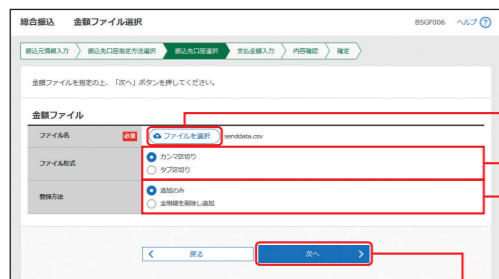 総合振込 金額ファイル選択 BSGF006 ヘルプ ?
振込元情報入力 振込先口座指定方法選択 振込先口座選択 支払金額入力 内容確認 確定
金額ファイルを指定の上、「次へ」ボタンを押してください。
金額ファイル
ファイル名 必須 ファイルを選択 senddata.csv
ファイル形式 カンマ区切り
タブ区切り
登録方法 追加のみ
全明細を削除し追加
戻る 次へ